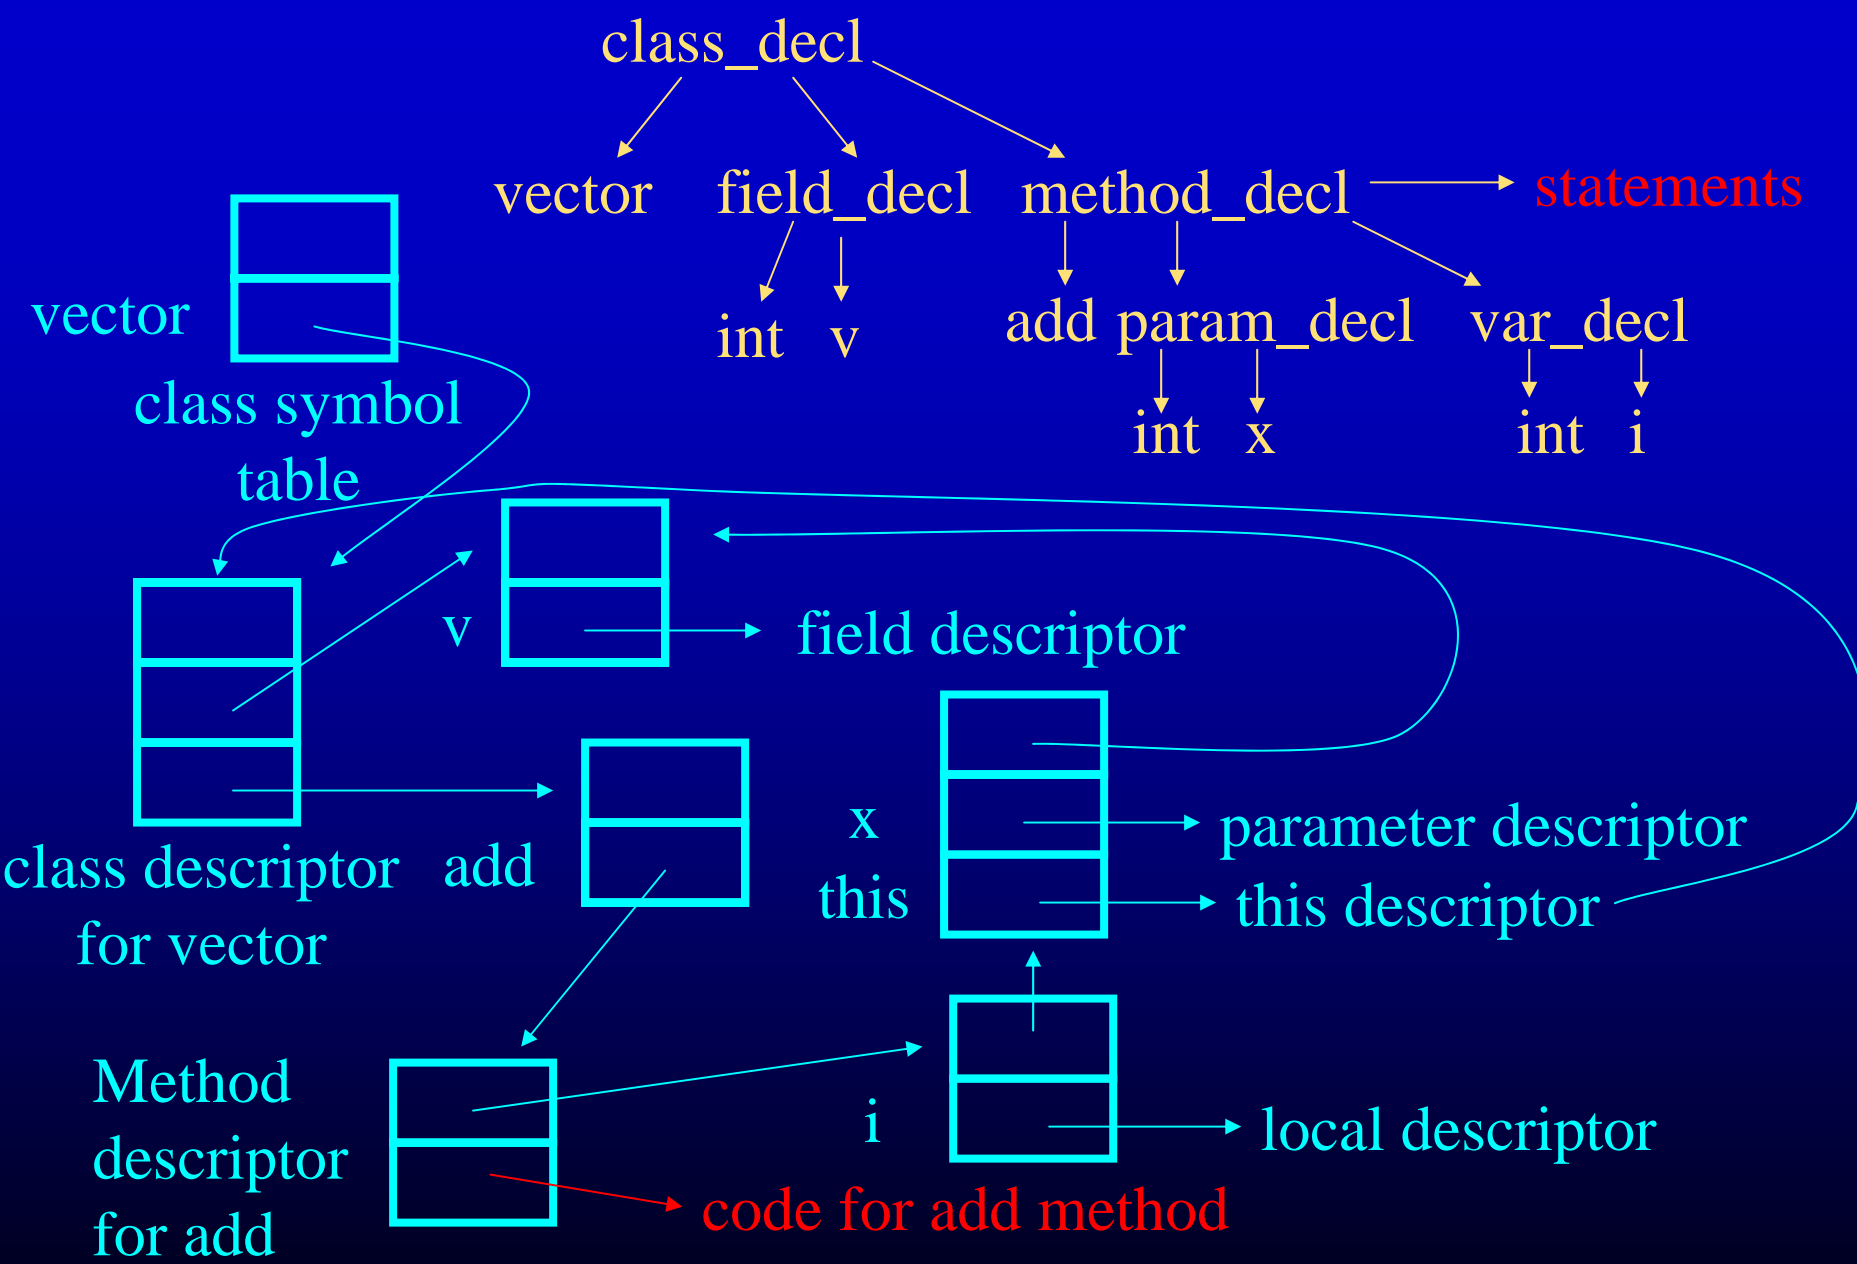 class_decl
vector field_decl method_decl statements
int v add param_decl var_decl
int x int i
vector
class symbol
table
v field descriptor
x parameter descriptor
class descriptor
for vector
add
this this descriptor
Method
descriptor
for add
i local descriptor
code for add method